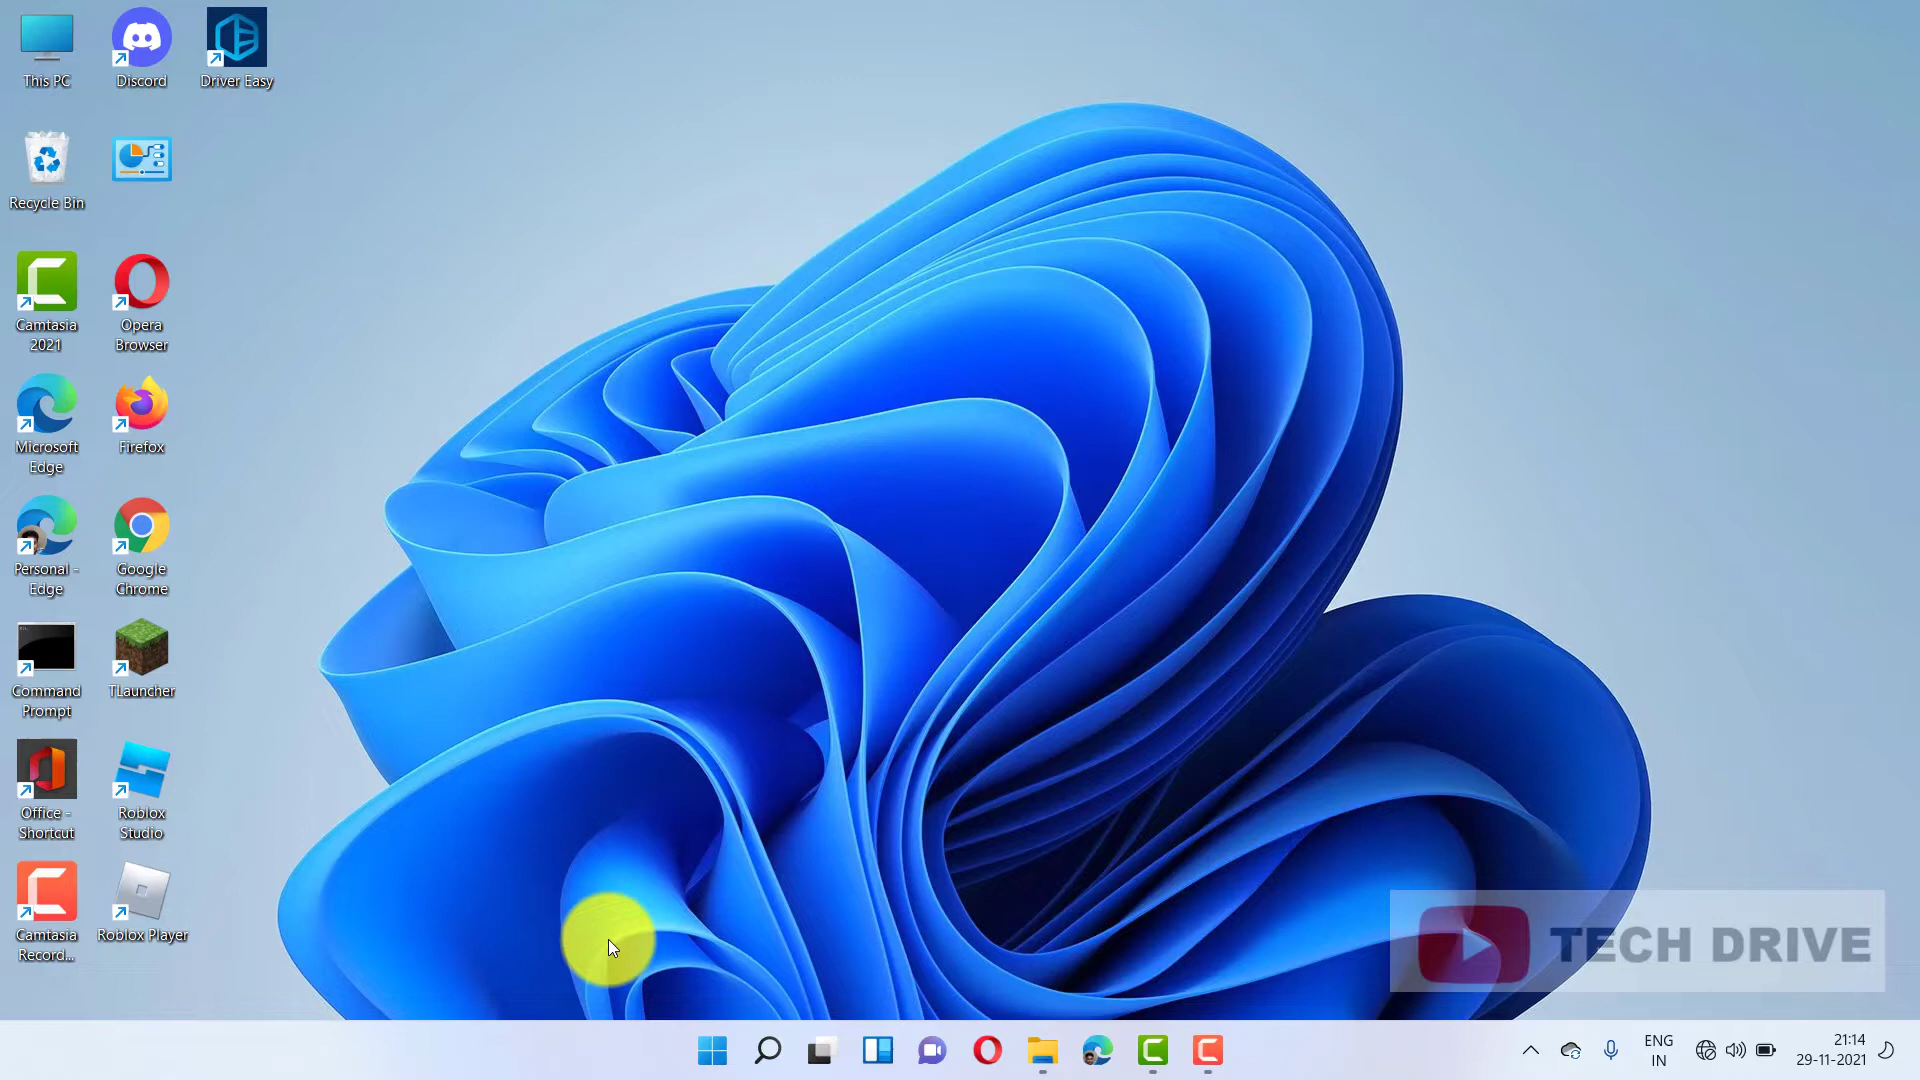 This PC
Discord
Driver Easy
Recycle Bin
Camtasia
2021
Opera
Browser
Microsoft
Edge
Firefox
Personal -
Edge
Google
Chrome
Command
Prompt
TLauncher
Office -
Shortcut
Roblox
Studio
Camtasia
Record...
Roblox Player
TECH DRIVE
ENG
IN
21:14
29-11-2021